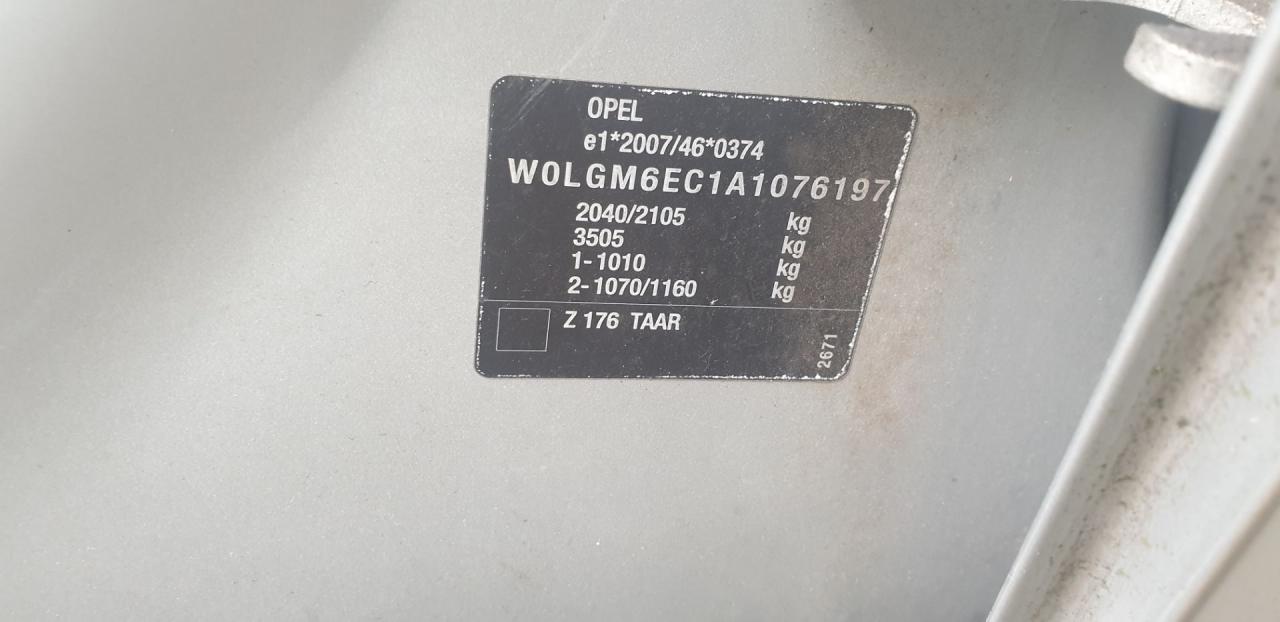 OPEL
e1*2007/46*0374
W0LGM6EC1A1076197
2040/2105 kg
3505 kg
1-1010 kg
2-1070/1160 kg
Z 176 TAAR
2671